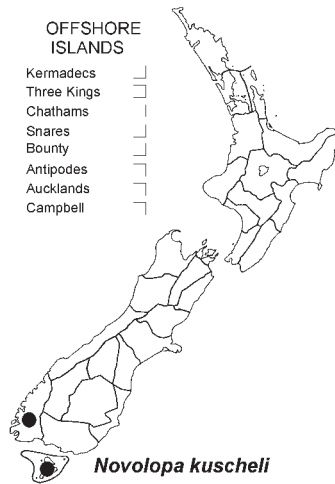 OFFSHORE
ISLANDS
Kermadecs
Three Kings
Chathams
Snares
Bounty
Antipodes
Aucklands
Campbell
Novolopa kuscheli